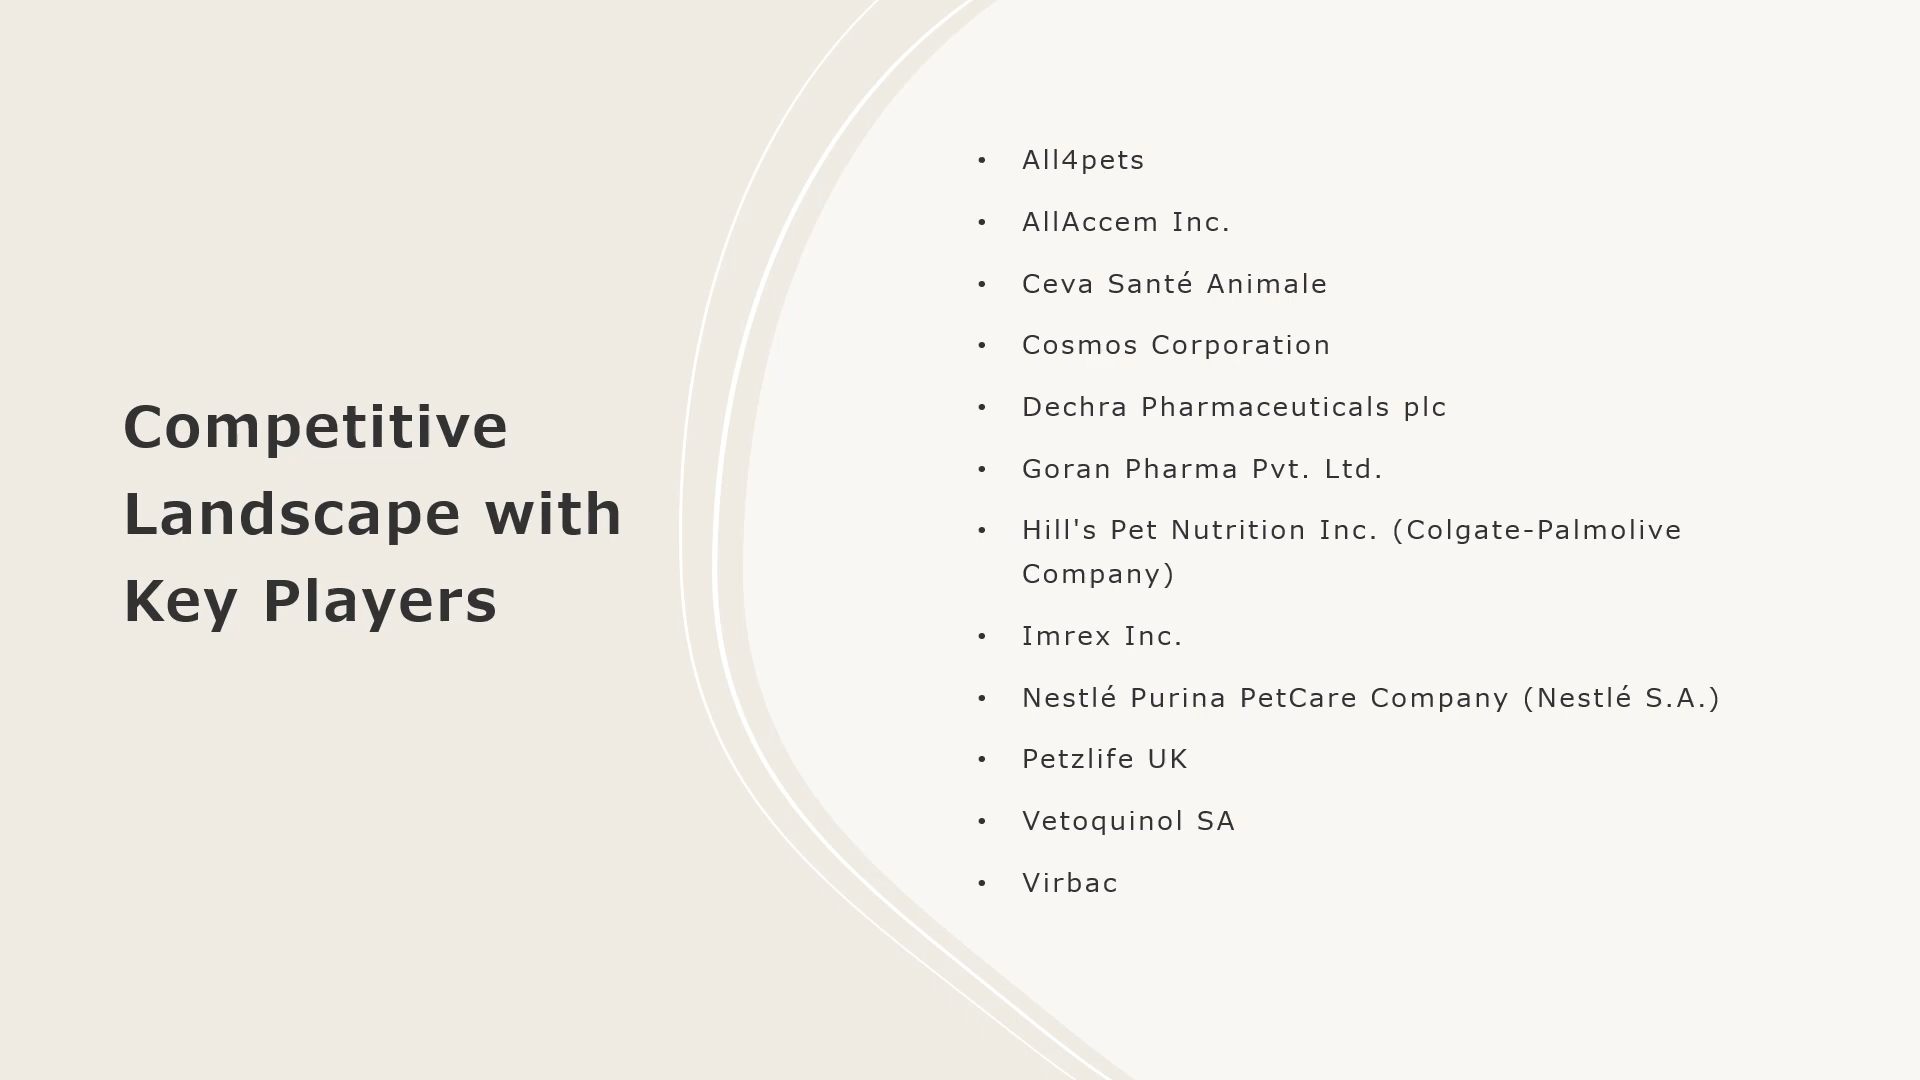 Competitive
Landscape with
Key Players
• All4pets
• AllAccem Inc.
• Ceva Santé Animale
• Cosmos Corporation
• Dechra Pharmaceuticals plc
• Goran Pharma Pvt. Ltd.
• Hill's Pet Nutrition Inc. (Colgate-Palmolive
Company)
• Imrex Inc.
• Nestlé Purina PetCare Company (Nestlé S.A.)
• Petzlife UK
• Vetoquinol SA
• Virbac